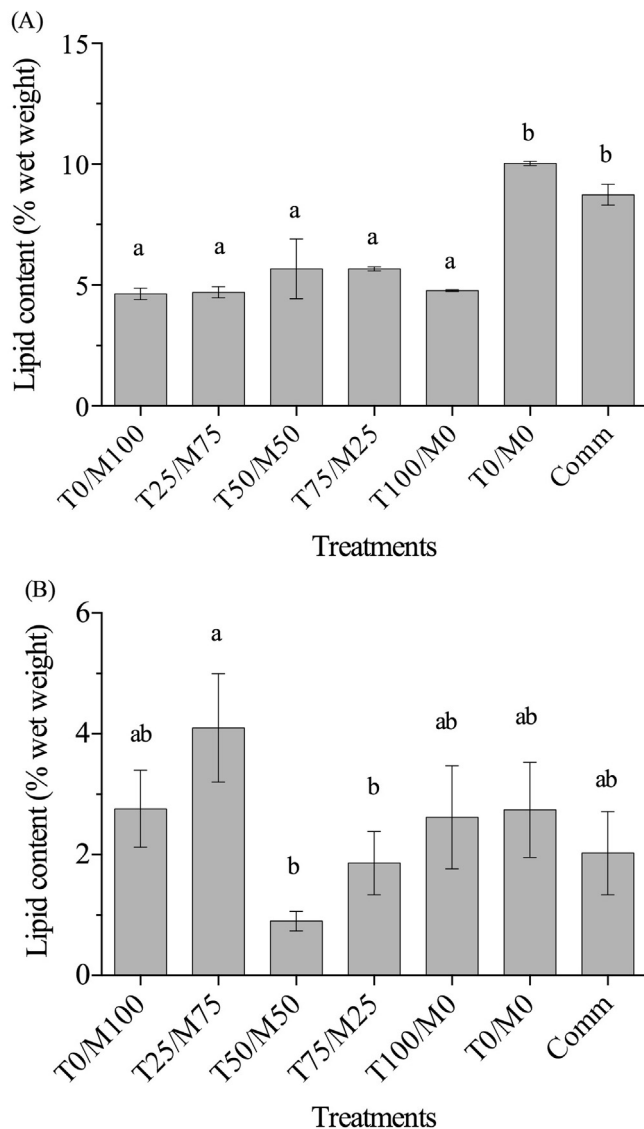 (A)
Lipid content (% wet weight)
15
10
5
0
a
a
a
a
a
b
b
T0/M100
T25/M75
T50/M50
T75/M25
T100/M0
T0/M0
Comm
Treatments
(B)
Lipid content (% wet weight)
6
4
2
0
ab
a
b
b
ab
ab
ab
T0/M100
T25/M75
T50/M50
T75/M25
T100/M0
T0/M0
Comm
Treatments